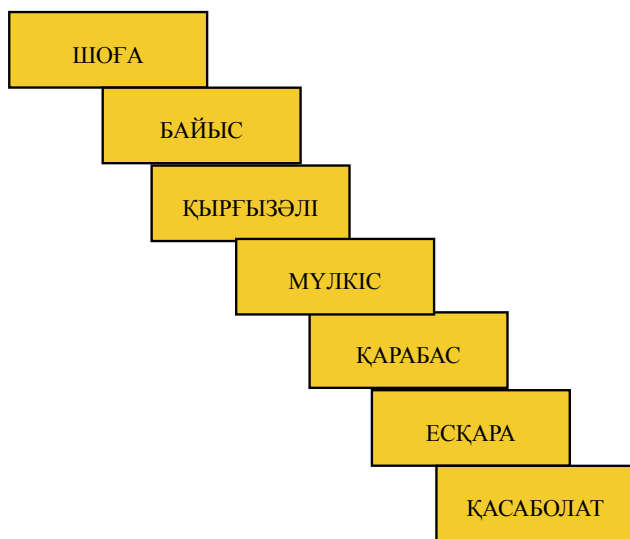 ШОҒА
БАЙЫС
ҚЫРҒЫЗӘЛІ
МҮЛКІС
ҚАРАБАС
ЕСҚАРА
ҚАСАБОЛАТ